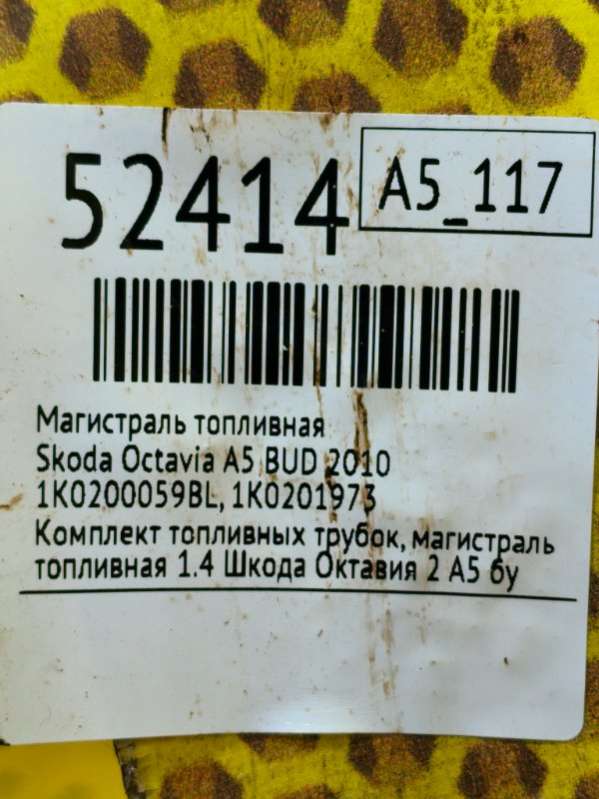 52414
A5_117
Магистраль топливная
Skoda Octavia A5 BUD 2010
1K0200059BL, 1K0201973
Комплект топливных трубок, магистраль
топливная 1.4 Шкода Октавия 2 А5 бу